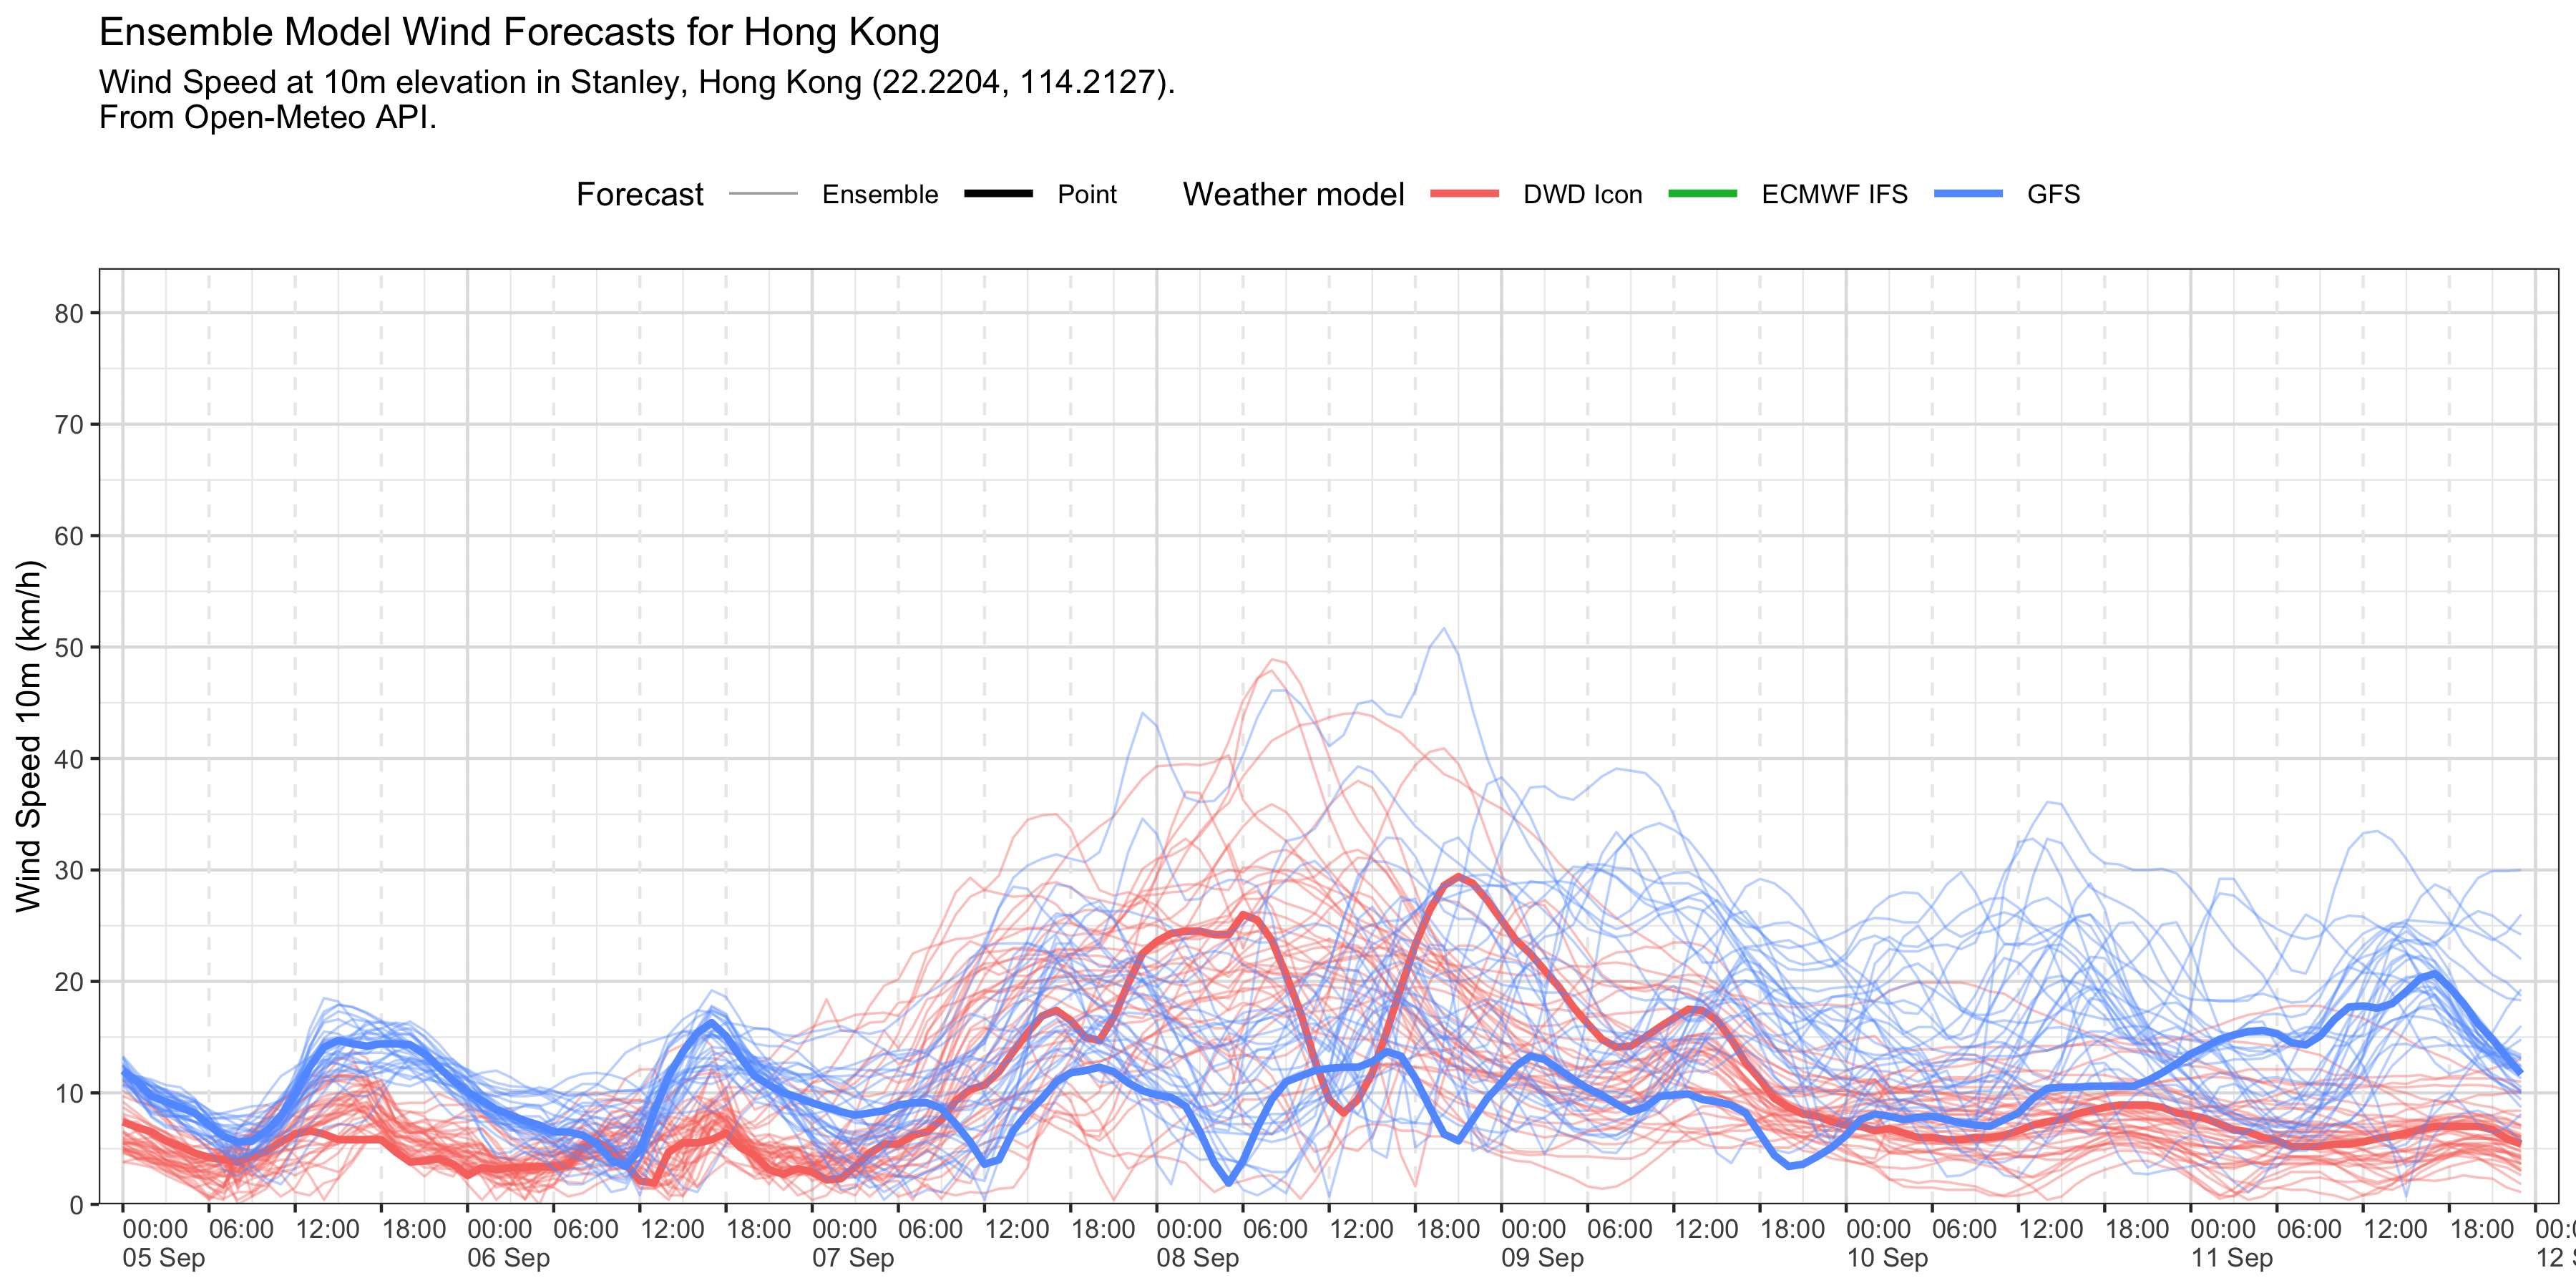 Ensemble Model Wind Forecasts for Hong Kong
Wind Speed at 10m elevation in Stanley, Hong Kong (22.2204, 114.2127).
From Open-Meteo API.
Forecast Ensemble Point Weather model DWD Icon ECMWF IFS GFS
Wind Speed 10m (km/h)
80
70
60
50
40
30
20
10
0
00:00 06:00 12:00 18:00 00:00 06:00 12:00 18:00 00:00 06:00 12:00 18:00 00:00 06:00 12:00 18:00 00:00 06:00 12:00 18:00 00:00 06:00 12:00 18:00 00:00 06:00 12:00 18:00
05 Sep 06 Sep 07 Sep 08 Sep 09 Sep 10 Sep 11 Sep 12